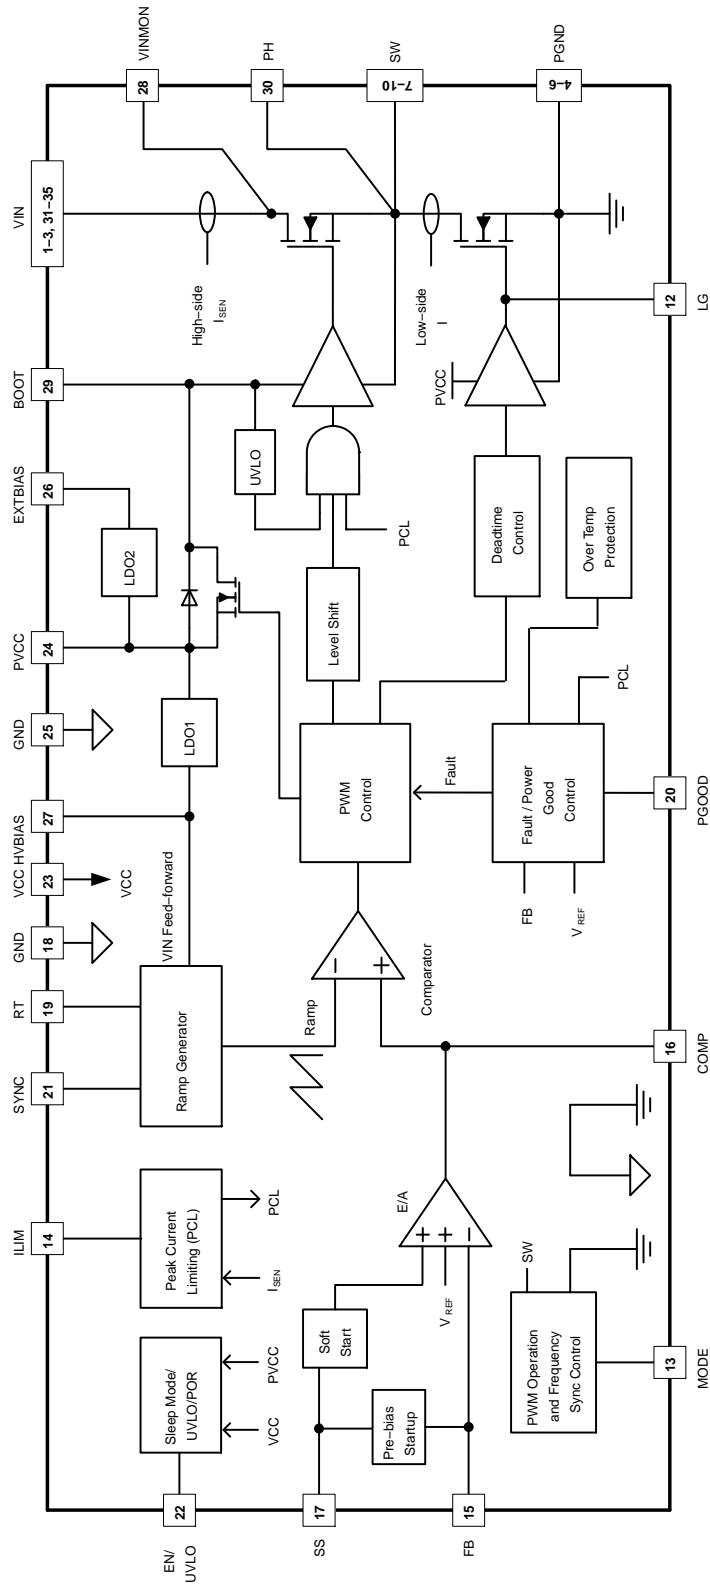 EN/
UVLO
22
ILIM
14
SYNC
21
RT
19
GND
18
VCC
23
HVBIAS
27
GND
25
PVCC
24
EXTBIAS
26
BOOT
29
VIN
1–3, 31–35
VINMON
28
PH
30
SW
7–10
PGND
4–6
LG
12
PGOOD
20
COMP
16
MODE
13
FB
15
SS
17
Sleep Mode/
UVLO/POR
VCC
PVCC
Peak Current
Limiting (PCL)
ISEN
PCL
Ramp Generator
VIN Feed–forward
VCC
LDO1
LDO2
UVLO
High–side
ISEN
Low–side
I
PVCC
PCL
Level Shift
Deadtime
Control
Over Temp
Protection
PWM
Control
Fault
Fault / Power
Good
Control
PCL
FB
V REF
Ramp
Comparator
E/A
V REF
Soft
Start
Pre–bias
Startup
SW
PWM Operation
and Frequency
Sync Control